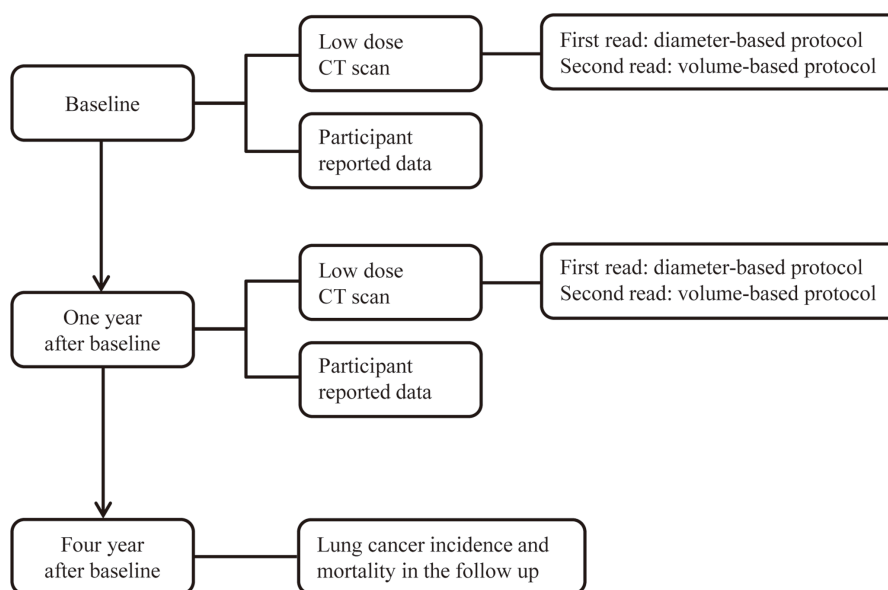 Baseline
Low dose
CT scan
First read: diameter-based protocol
Second read: volume-based protocol
Participant
reported data
One year
after baseline
Low dose
CT scan
First read: diameter-based protocol
Second read: volume-based protocol
Participant
reported data
Four year
after baseline
Lung cancer incidence and
mortality in the follow up